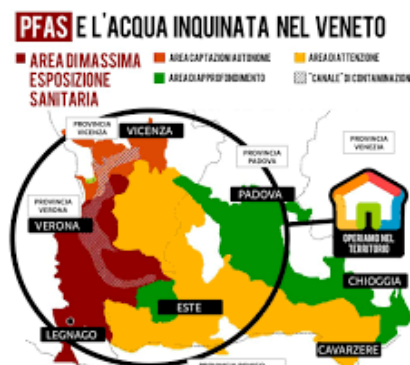 PFAS E L'ACQUA INQUINATA NEL VENETO
AREA DI MASSIMA
ESPOSIZIONE
SANITARIA
AREA CAPTAZIONI AUTONOME
AREA DI ATTENZIONE
AREA DI APPROFONDIMENTO
"CANALE" DI CONTAMINAZION
PROVINCIA
VICENZA
VICENZA
PROVINCIA
PADOVA
PROVINCIA
VENEZIA
PROVINCIA
VERONA
VERONA
PADOVA
OPERIAMO NEL
TERRITORIO
CHIOGGIA
ESTE
LEGNAGO
CAVARZERE